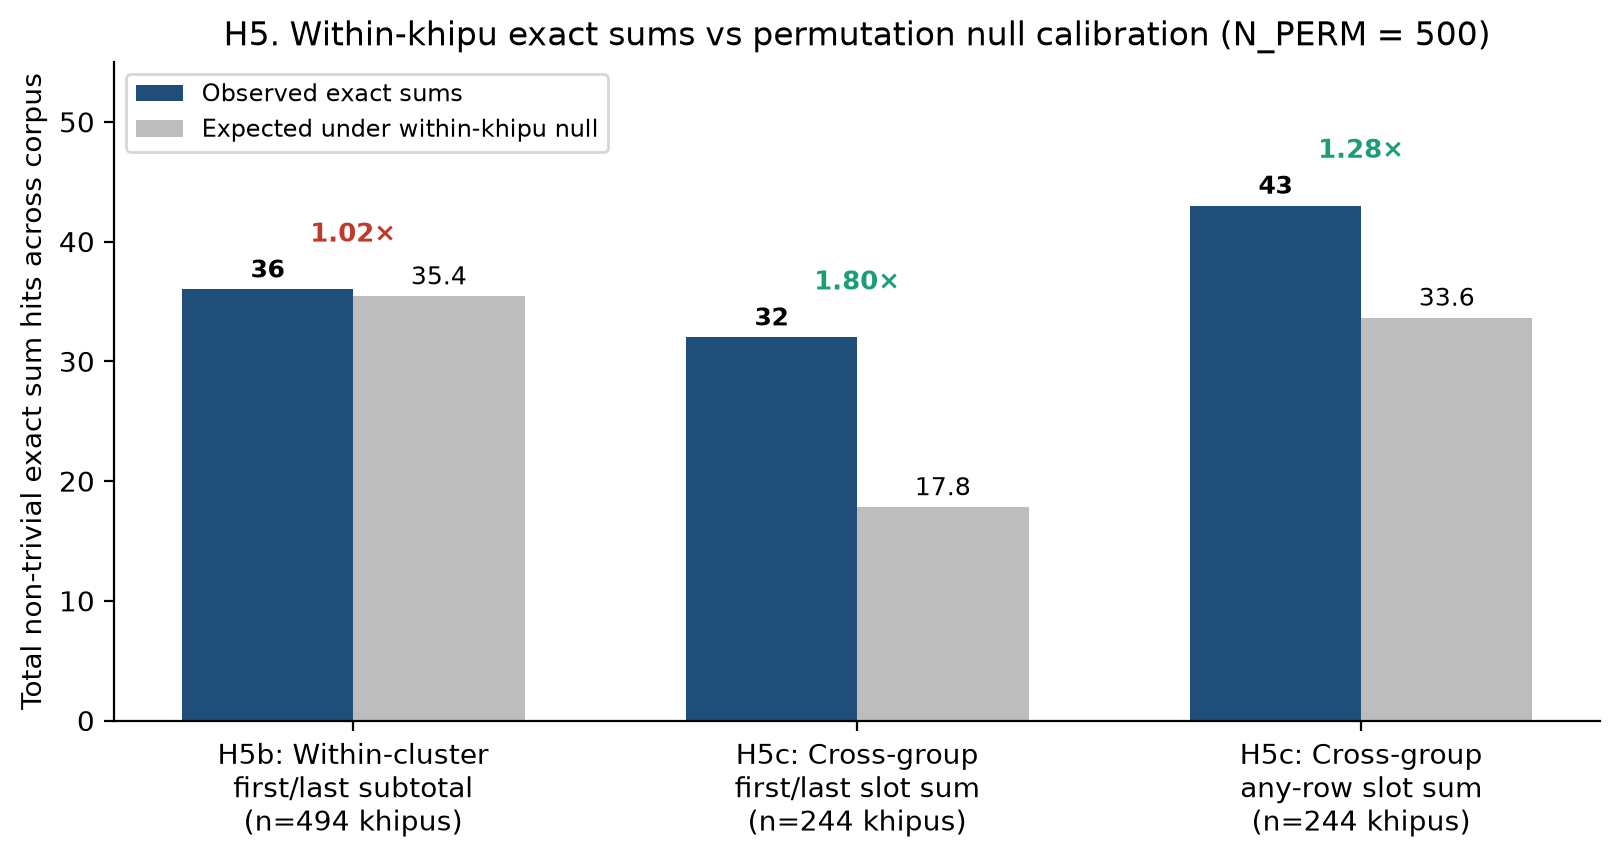 H5. Within-khipu exact sums vs permutation null calibration (N_PERM = 500)
Total non-trivial exact sum hits across corpus
50
40
30
20
10
0
Observed exact sums
Expected under within-khipu null
1.02×
36
35.4
1.80×
32
17.8
1.28×
43
33.6
H5b: Within-cluster
first/last subtotal
(n=494 khipus)
H5c: Cross-group
first/last slot sum
(n=244 khipus)
H5c: Cross-group
any-row slot sum
(n=244 khipus)